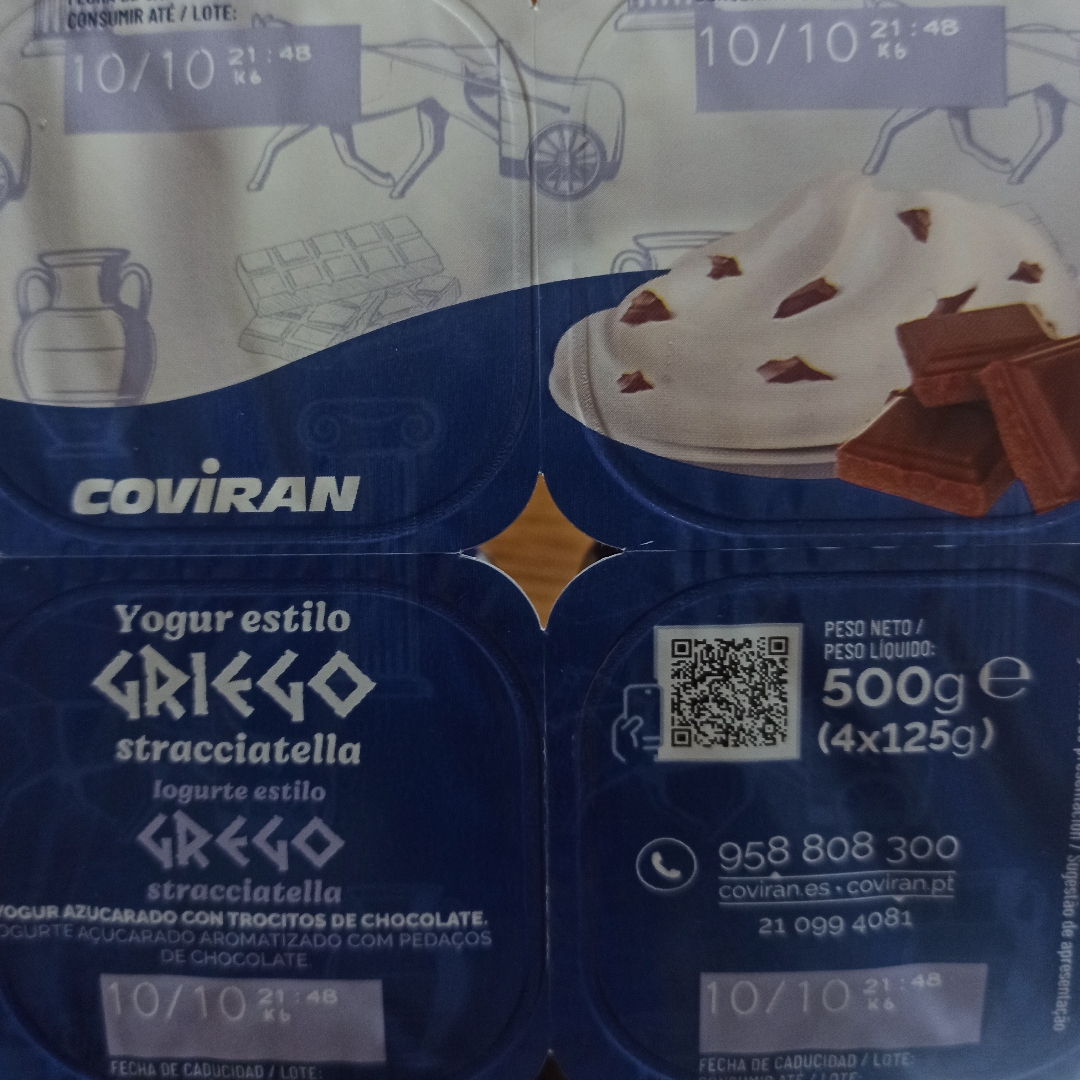 CONSUMIR ATÉ / LOTE:
10/10 21:48
K6
10/10 21:48
K6
COVIRAN
Yogur estilo
GRIEGO
stracciatella
Iogurte estilo
GREGO
stracciatella
YOGUR AZUCARADO CON TROCITOS DE CHOCOLATE.
IOGURTE AÇUCARADO AROMATIZADO COM PEDAÇOS
DE CHOCOLATE.
10/10 21:48
K6
FECHA DE CADUCIDAD / LOTE:
PESO NETO /
PESO LÍQUIDO:
500g e
(4x125g)
958 808 300
coviran.es • coviran.pt
21 099 4081
presentación / Sugestão de apresentação
10/10 21:48
K6
FECHA DE CADUCIDAD / LOTE:
CONSUMIR ATÉ / LOTE: